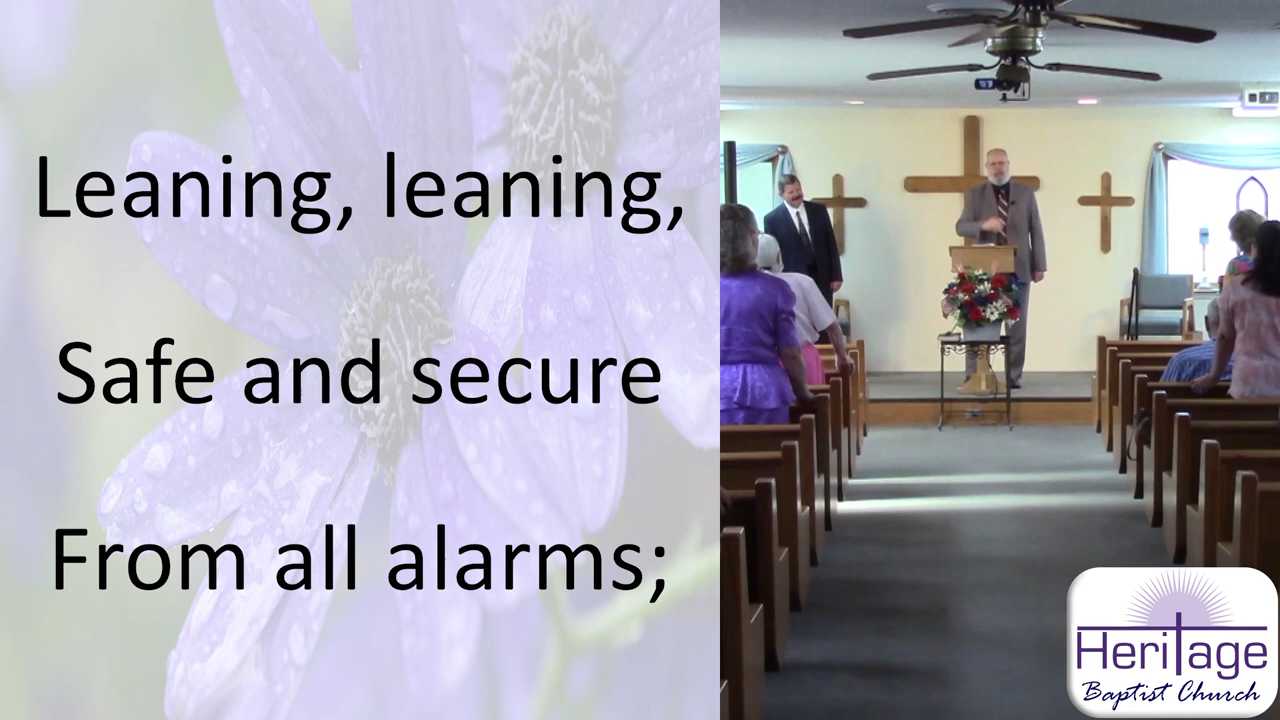 Leaning, leaning,
Safe and secure
From all alarms;
Heritage
Baptist Church